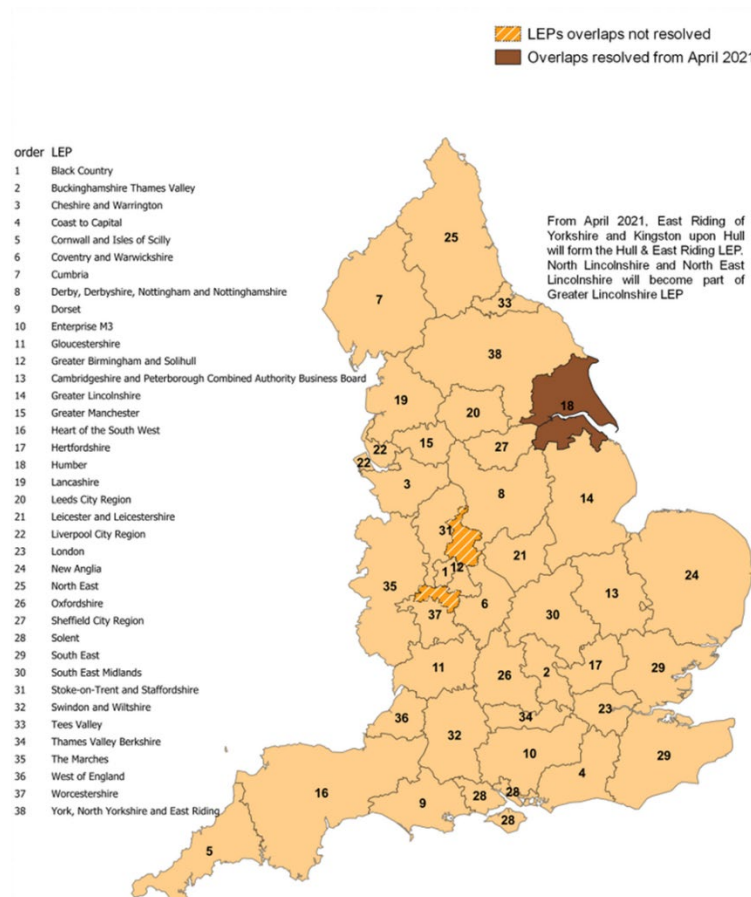 LEPs overlaps not resolved
Overlaps resolved from April 2021
order LEP
1 Black Country
2 Buckinghamshire Thames Valley
3 Cheshire and Warrington
4 Coast to Capital
5 Cornwall and Isles of Scilly
6 Coventry and Warwickshire
7 Cumbria
8 Derby, Derbyshire, Nottingham and Nottinghamshire
9 Dorset
10 Enterprise M3
11 Gloucestershire
12 Greater Birmingham and Solihull
13 Cambridgeshire and Peterborough Combined Authority Business Board
14 Greater Lincolnshire
15 Greater Manchester
16 Heart of the South West
17 Hertfordshire
18 Humber
19 Lancashire
20 Leeds City Region
21 Leicester and Leicestershire
22 Liverpool City Region
23 London
24 New Anglia
25 North East
26 Oxfordshire
27 Sheffield City Region
28 Solent
29 South East
30 South East Midlands
31 Stoke-on-Trent and Staffordshire
32 Swindon and Wiltshire
33 Tees Valley
34 Thames Valley Berkshire
35 The Marches
36 West of England
37 Worcestershire
38 York, North Yorkshire and East Riding
From April 2021, East Riding of
Yorkshire and Kingston upon Hull
will form the Hull & East Riding LEP.
North Lincolnshire and North East
Lincolnshire will become part of
Greater Lincolnshire LEP
25
7
33
38
19
20
18
15
22
27
22
3
8
14
31
21
12
1
35
24
13
6
37
30
11
26
2
17
29
23
36
34
32
10
29
4
16
9
28
28
28
5